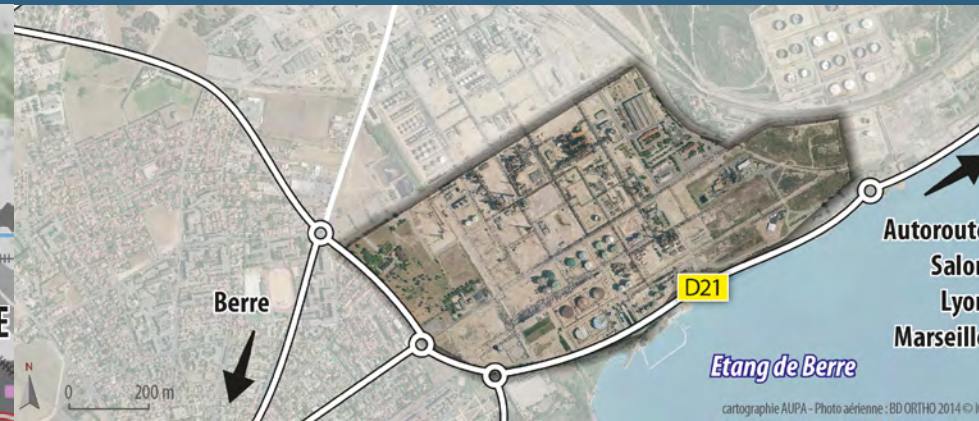 Berre
D21
Autoroute
Salon
Lyon
Marseille
Etang de Berre
N
0 200 m
cartographie AUPA - Photo aérienne : BD ORTHO 2014 ©